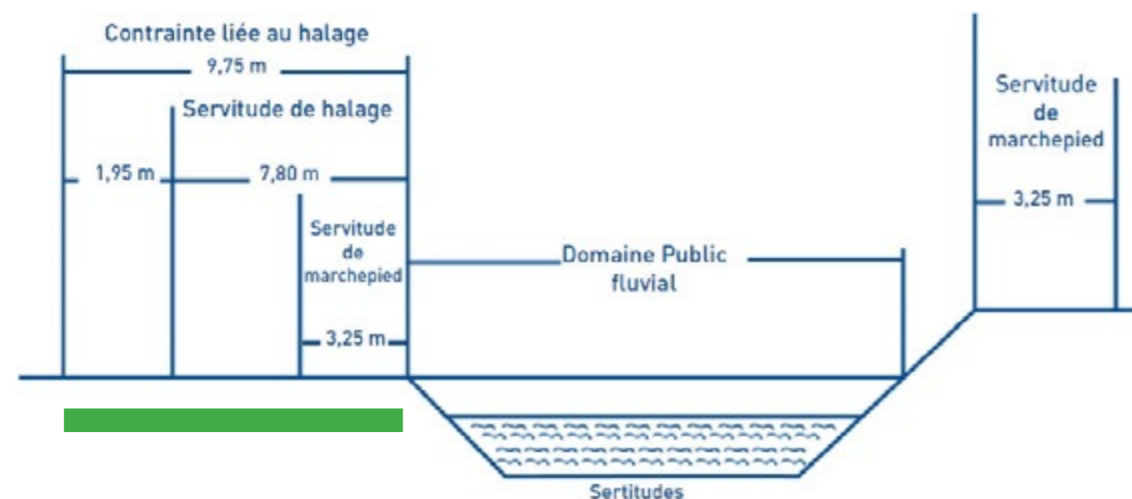 Contrainte liée au halage
9,75 m
Servitude de halage
1,95 m
7,80 m
Servitude
de
marchepied
3,25 m
Domaine Public
fluvial
Servitude
de
marchepied
3,25 m
Sertitudes